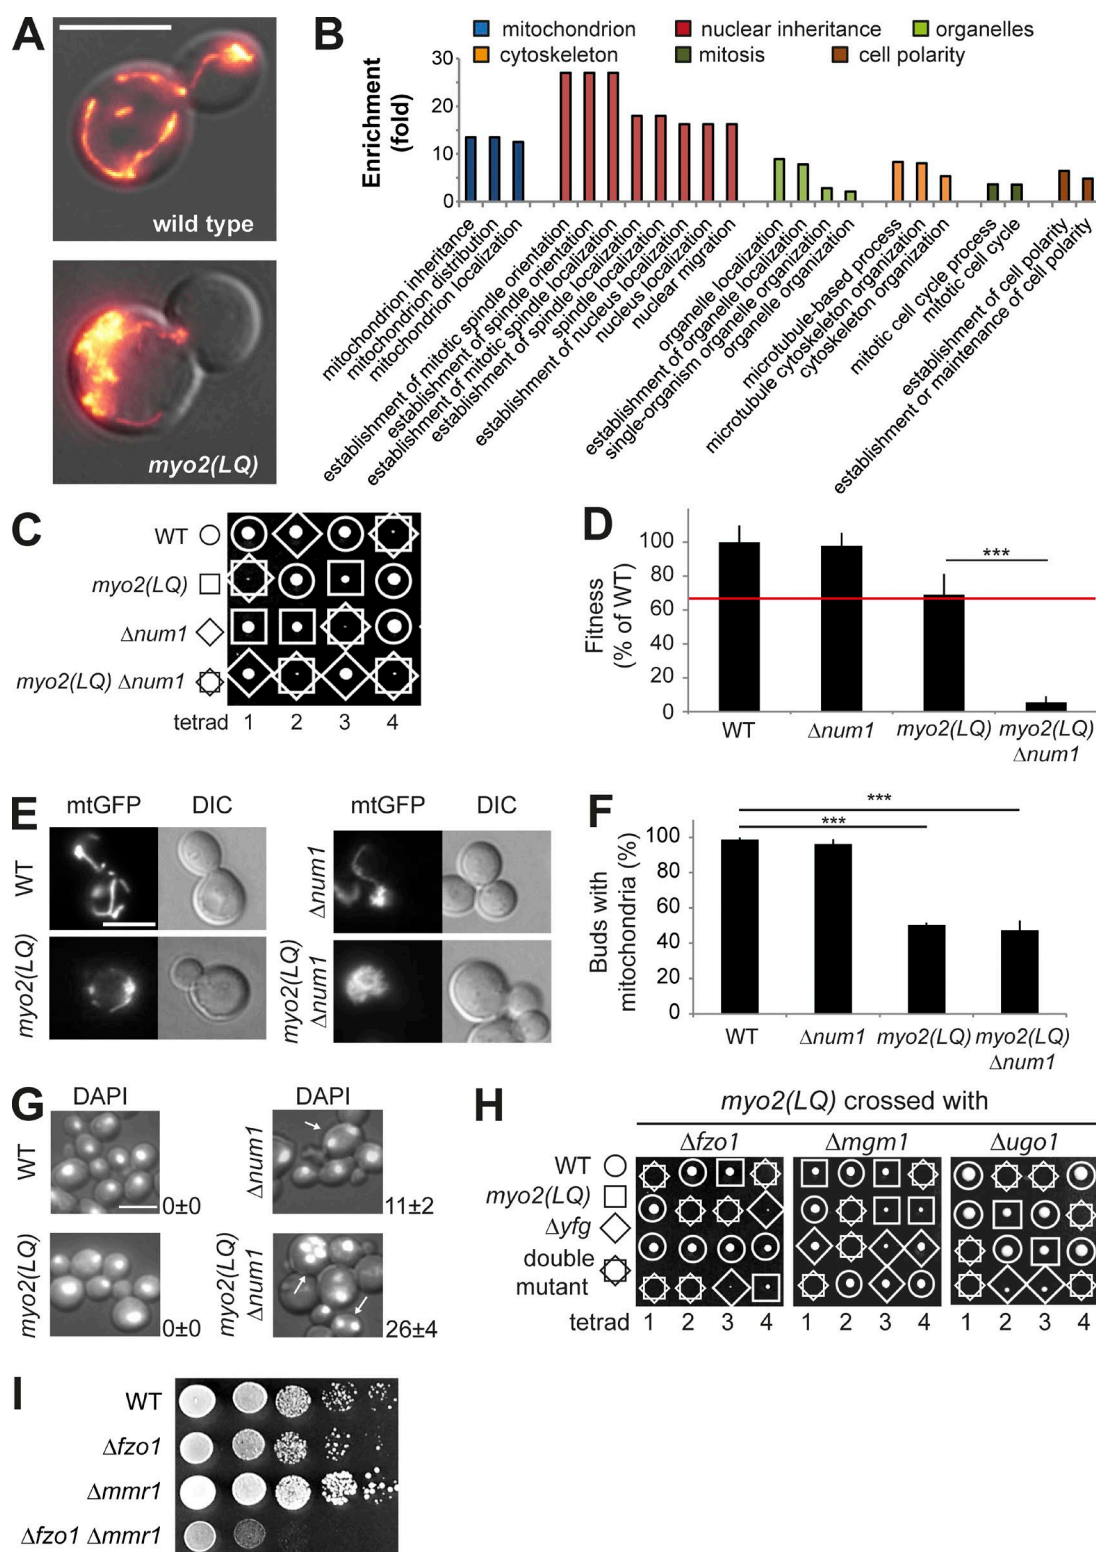 A
wild type
myo2(LQ)
B
mitochondrion
nuclear inheritance
organelles
cytoskeleton
mitosis
cell polarity
Enrichment
(fold)
30
20
10
0
mitochondrion inheritance
mitochondrion distribution
mitochondrion localization
establishment of mitotic spindle orientation
establishment of spindle orientation
establishment of mitotic spindle localization
establishment of spindle localization
spindle localization
establishment of nucleus localization
nucleus localization
nuclear migration
organelle localization
establishment of organelle localization
single-organism organelle organization
organelle organization
microtubule-based process
microtubule cytoskeleton organization
cytoskeleton organization
mitotic cell cycle process
mitotic cell cycle
establishment of cell polarity
establishment or maintenance of cell polarity
C
WT
myo2(LQ)
Δnum1
myo2(LQ) Δnum1
tetrad 1 2 3 4
D
Fitness
(% of WT)
100
80
60
40
20
0
***
WT Δnum1 myo2(LQ) myo2(LQ)
Δnum1
E
mtGFP DIC mtGFP DIC
WT
Δnum1
myo2(LQ)
myo2(LQ)
Δnum1
F
Buds with
mitochondria (%)
100
80
60
40
20
0
***
***
WT Δnum1 myo2(LQ) myo2(LQ)
Δnum1
G
DAPI DAPI
WT
0±0
Δnum1
11±2
myo2(LQ)
0±0
myo2(LQ)
Δnum1
26±4
H
myo2(LQ) crossed with
Δfzo1 Δmgm1 Δugo1
WT
myo2(LQ)
Δyfg
double
mutant
tetrad 1 2 3 4 1 2 3 4 1 2 3 4
I
WT
Δfzo1
Δmmr1
Δfzo1 Δmmr1